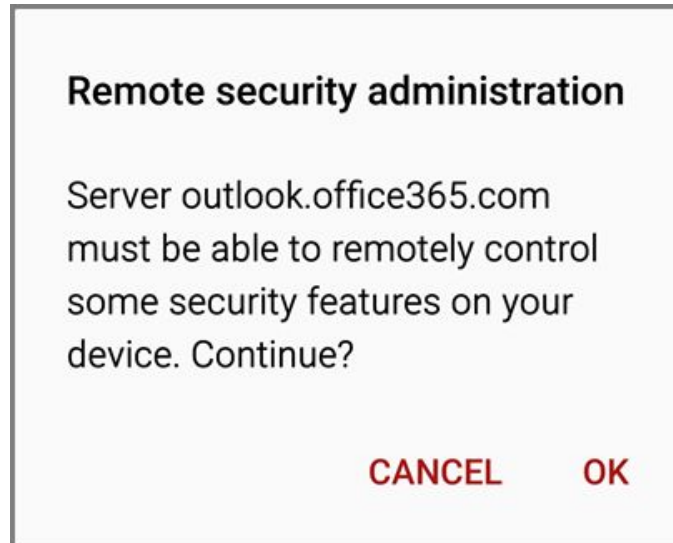 Remote security administration
Server outlook.office365.com
must be able to remotely control
some security features on your
device. Continue?
CANCEL OK